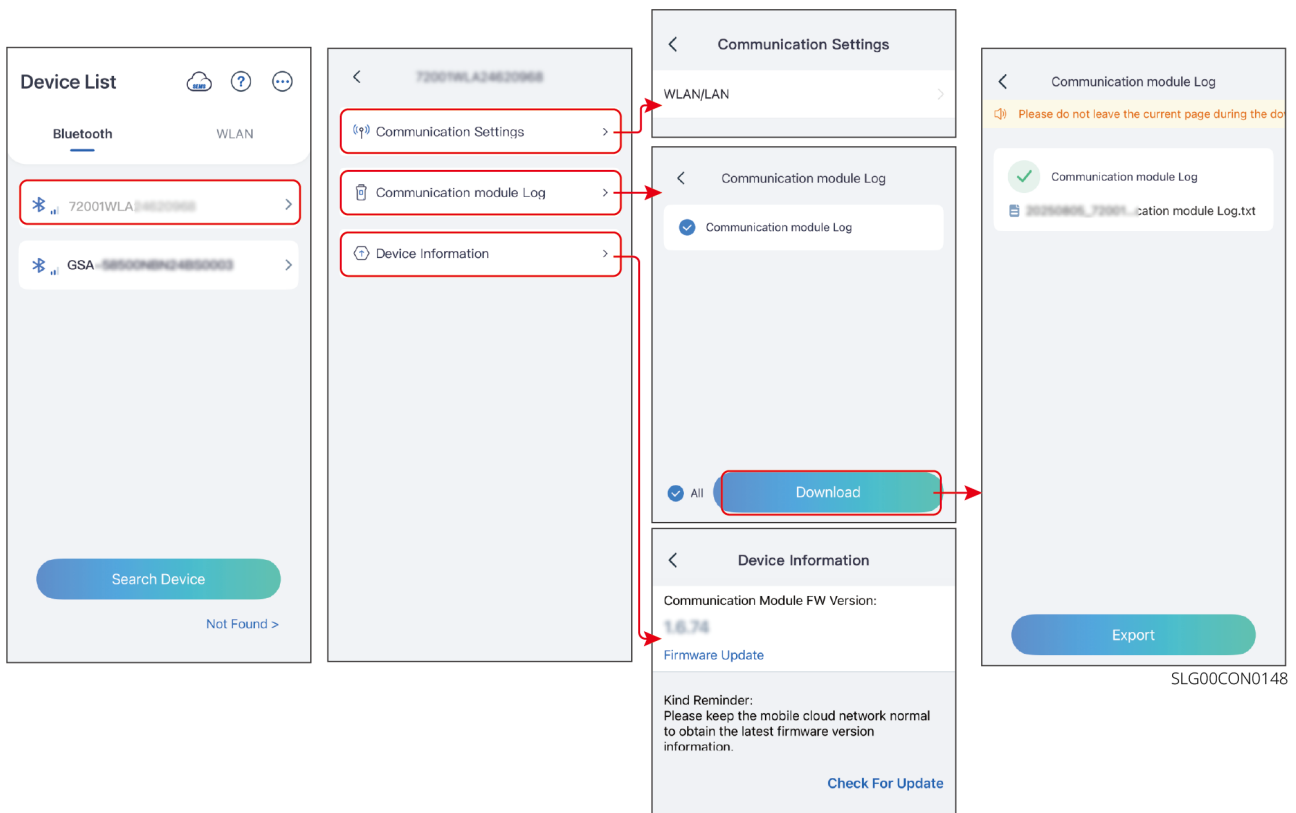 Device List
Bluetooth
WLAN
72001WLA
GSA
Search Device
Not Found >
72001WLA24620968
Communication Settings
Communication module Log
Device Information
Communication Settings
WLAN/LAN
Communication module Log
Communication module Log
All
Download
Device Information
Communication Module FW Version:
1.6.74
Firmware Update
Kind Reminder:
Please keep the mobile cloud network normal
to obtain the latest firmware version
information.
Check For Update
Communication module Log
Please do not leave the current page during the do
Communication module Log
cation module Log.txt
Export
SLG00CON0148